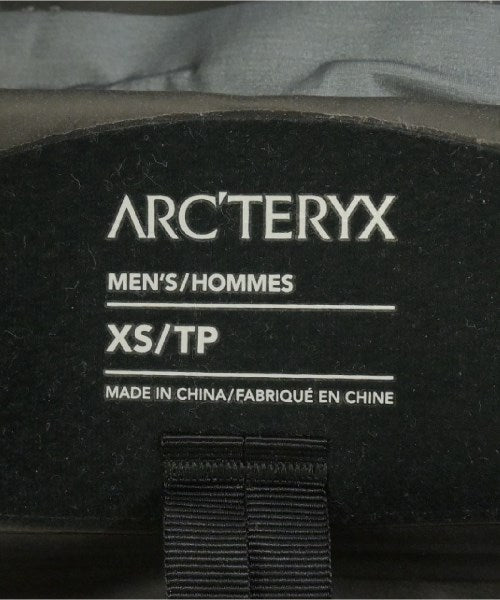 ARC'TERYX
MEN'S/HOMMES
XS/TP
MADE IN CHINA/FABRIQUÉ EN CHINE